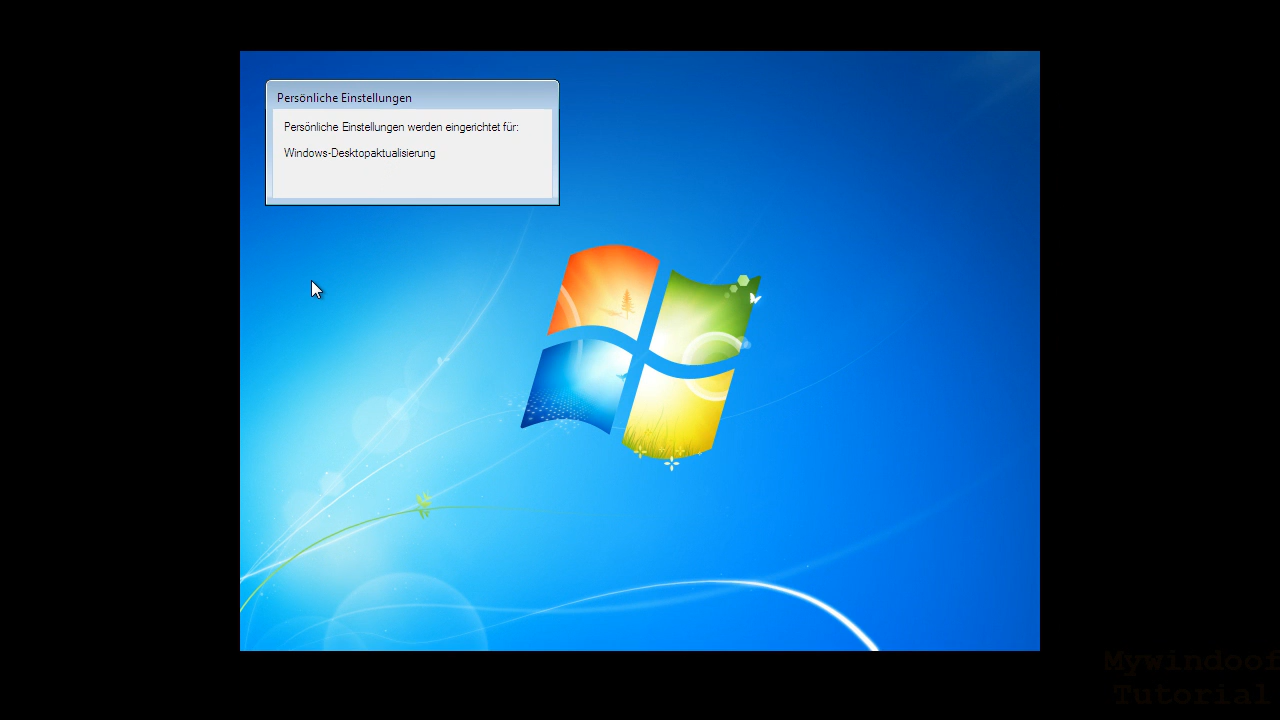 Persönliche Einstellungen
Persönliche Einstellungen werden eingerichtet für:
Windows-Desktopaktualisierung
Mywindoof
Tutorial